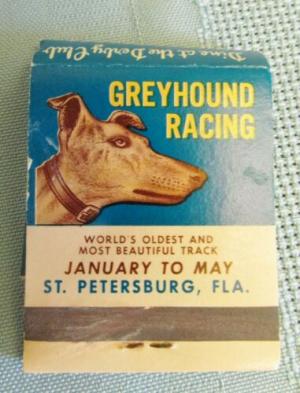 Dine at the Derby Club
GREYHOUND
RACING
WORLD'S OLDEST AND
MOST BEAUTIFUL TRACK
JANUARY TO MAY
ST. PETERSBURG, FLA.